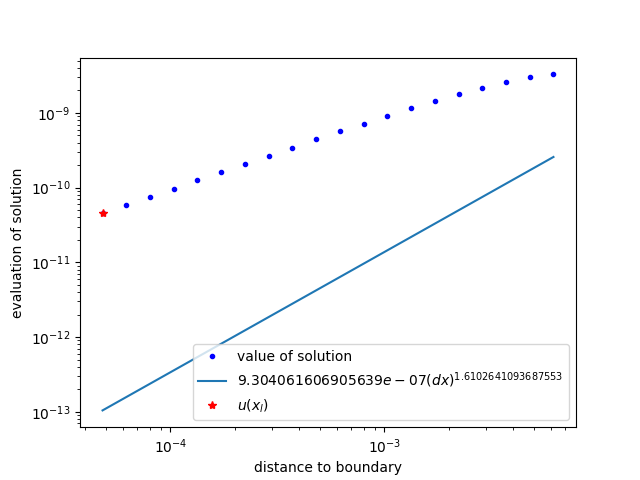 evaluation of solution
10⁻⁹
10⁻¹⁰
10⁻¹¹
10⁻¹²
10⁻¹³
value of solution
9.304061606905639e − 07(dx)^1.6102641093687553
u(x_I)
10⁻⁴ 10⁻³
distance to boundary